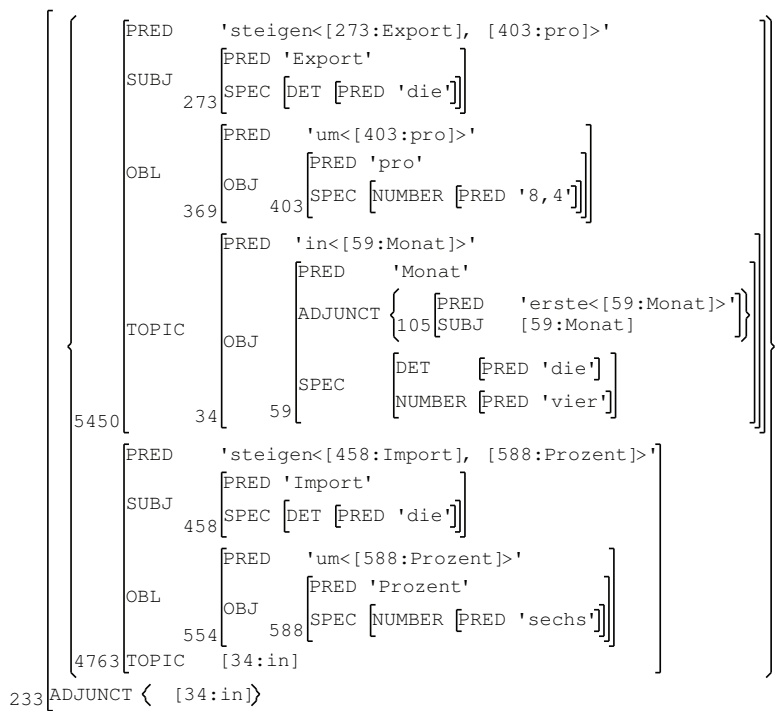 PRED 'steigen<[273:Export], [403:pro]>'
PRED 'Export'
SUBJ
273 SPEC DET PRED 'die'
PRED 'um<[403:pro]>'
PRED 'pro'
OBL
OBJ
SPEC NUMBER PRED '8,4'
369 403
PRED 'in<[59:Monat]>'
PRED 'Monat'
PRED 'erste<[59:Monat]>'
ADJUNCT
105 SUBJ [59:Monat]
TOPIC
OBJ
DET PRED 'die'
SPEC
NUMBER PRED 'vier'
5450 34 59
PRED 'steigen<[458:Import], [588:Prozent]>'
PRED 'Import'
SUBJ
458 SPEC DET PRED 'die'
PRED 'um<[588:Prozent]>'
PRED 'Prozent'
OBL
OBJ
SPEC NUMBER PRED 'sechs'
554 588
4763 TOPIC [34:in]
233 ADJUNCT { [34:in]}